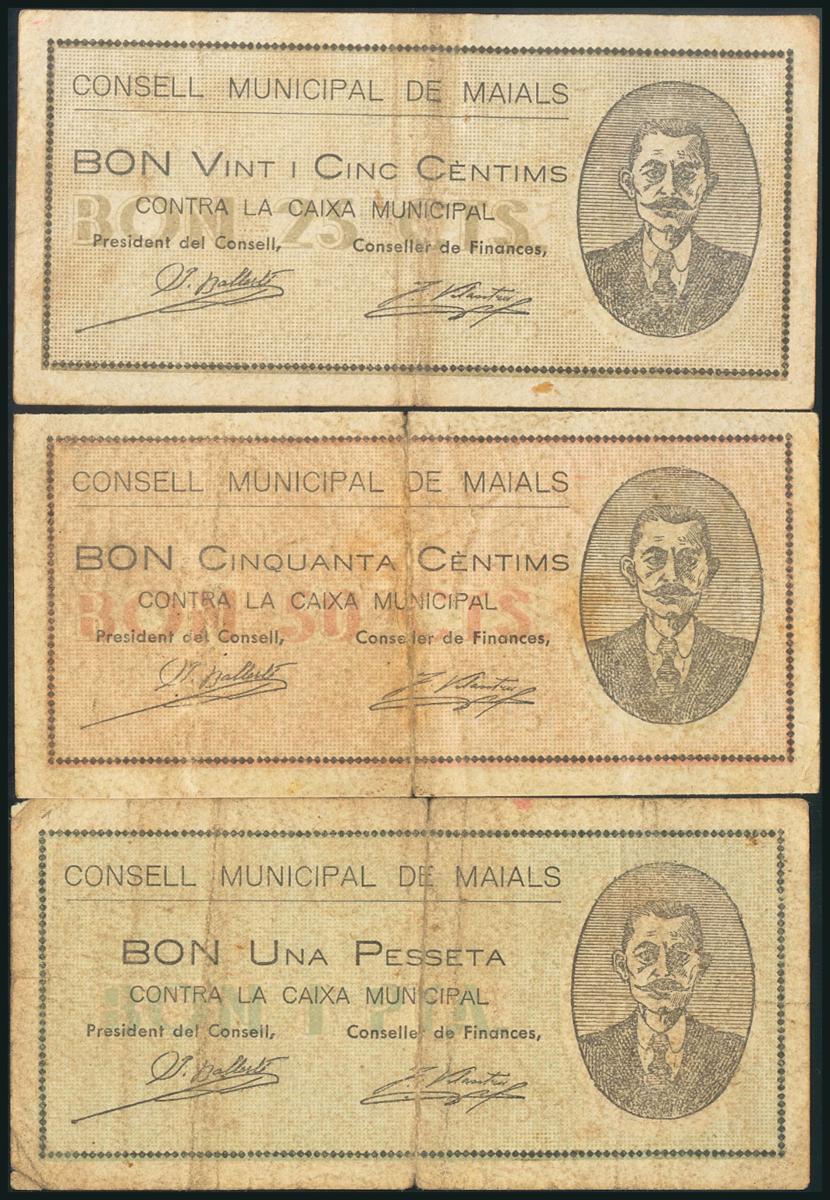 CONSELL MUNICIPAL DE MAIALS
BON VINT I CINC CÈNTIMS
BON 25 CTS
CONTRA LA CAIXA MUNICIPAL
President del Consell, Conseller de Finances,
CONSELL MUNICIPAL DE MAIALS
BON CINQUANTA CÈNTIMS
BON 50 CTS
CONTRA LA CAIXA MUNICIPAL
President del Consell, Conseller de Finances,
CONSELL MUNICIPAL DE MAIALS
BON UNA PESSETA
BON 1 PTA
CONTRA LA CAIXA MUNICIPAL
President del Consell, Conseller de Finances,